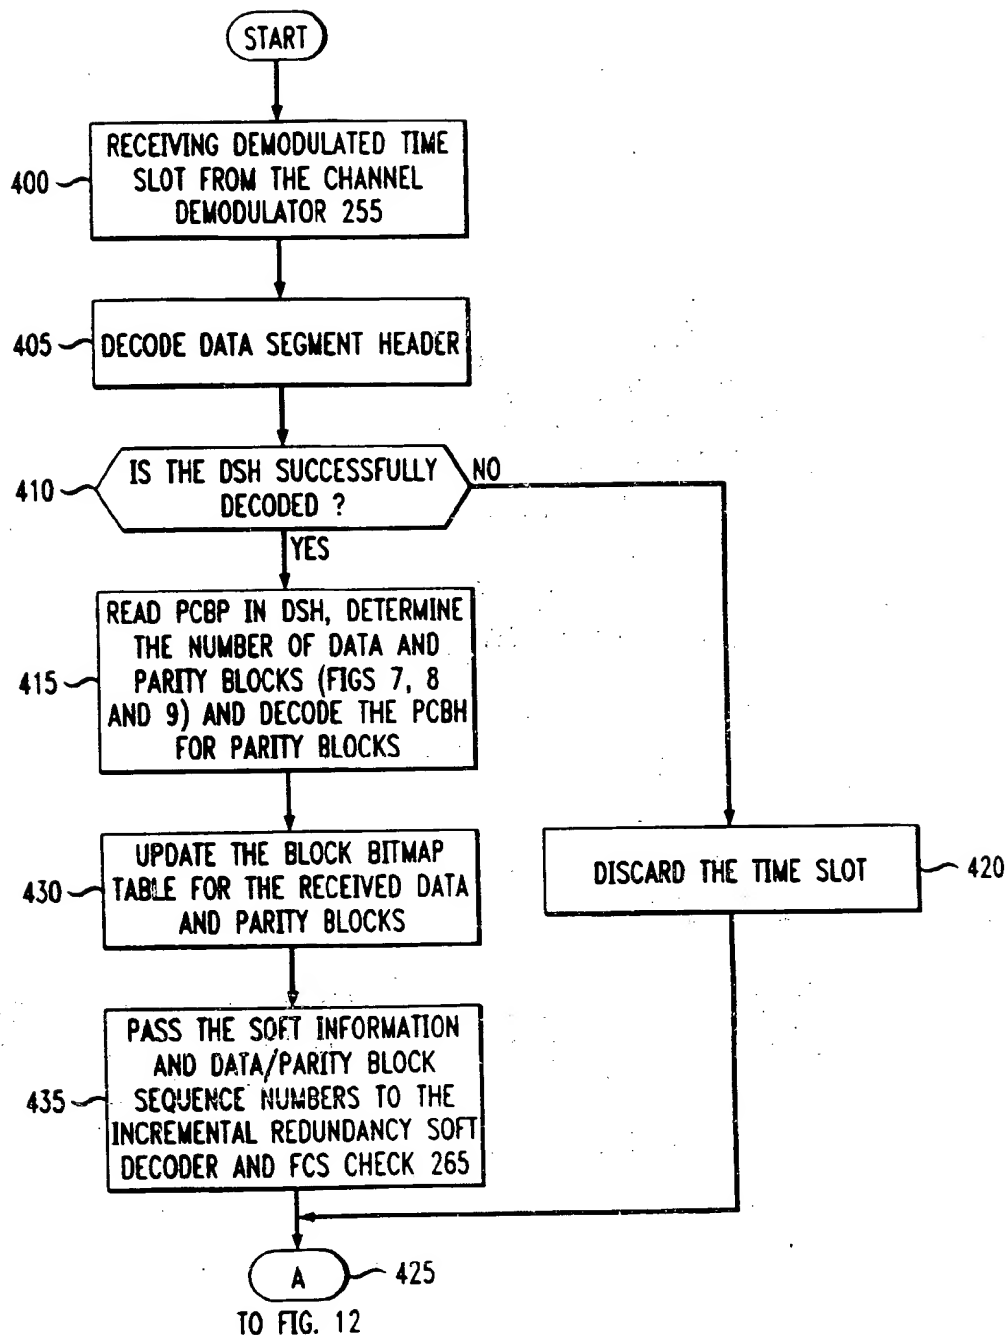 START
RECEIVING DEMODULATED TIME
SLOT FROM THE CHANNEL
DEMODULATOR 255
400
405
DECODE DATA SEGMENT HEADER
IS THE DSH SUCCESSFULLY
DECODED ?
410
NO
YES
READ PCBP IN DSH, DETERMINE
THE NUMBER OF DATA AND
PARITY BLOCKS (FIGS 7, 8
AND 9) AND DECODE THE PCBH
FOR PARITY BLOCKS
415
UPDATE THE BLOCK BITMAP
TABLE FOR THE RECEIVED DATA
AND PARITY BLOCKS
430
DISCARD THE TIME SLOT
420
PASS THE SOFT INFORMATION
AND DATA/PARITY BLOCK
SEQUENCE NUMBERS TO THE
INCREMENTAL REDUNDANCY SOFT
DECODER AND FCS CHECK 265
435
A
425
TO FIG. 12